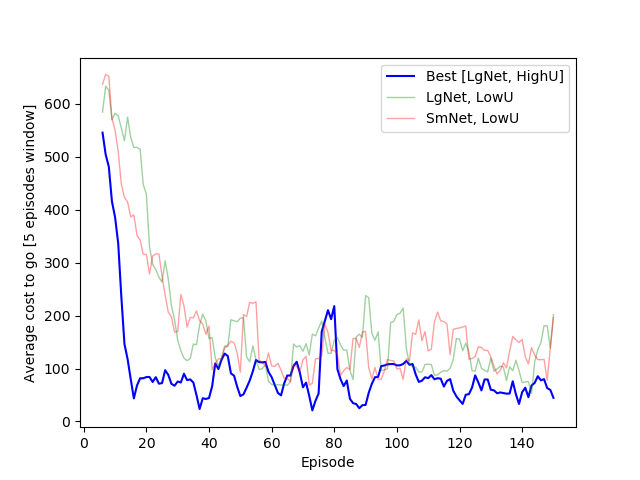 Best [LgNet, HighU]
LgNet, LowU
SmNet, LowU
Average cost to go [5 episodes window]
600
500
400
300
200
100
0
0 20 40 60 80 100 120 140
Episode